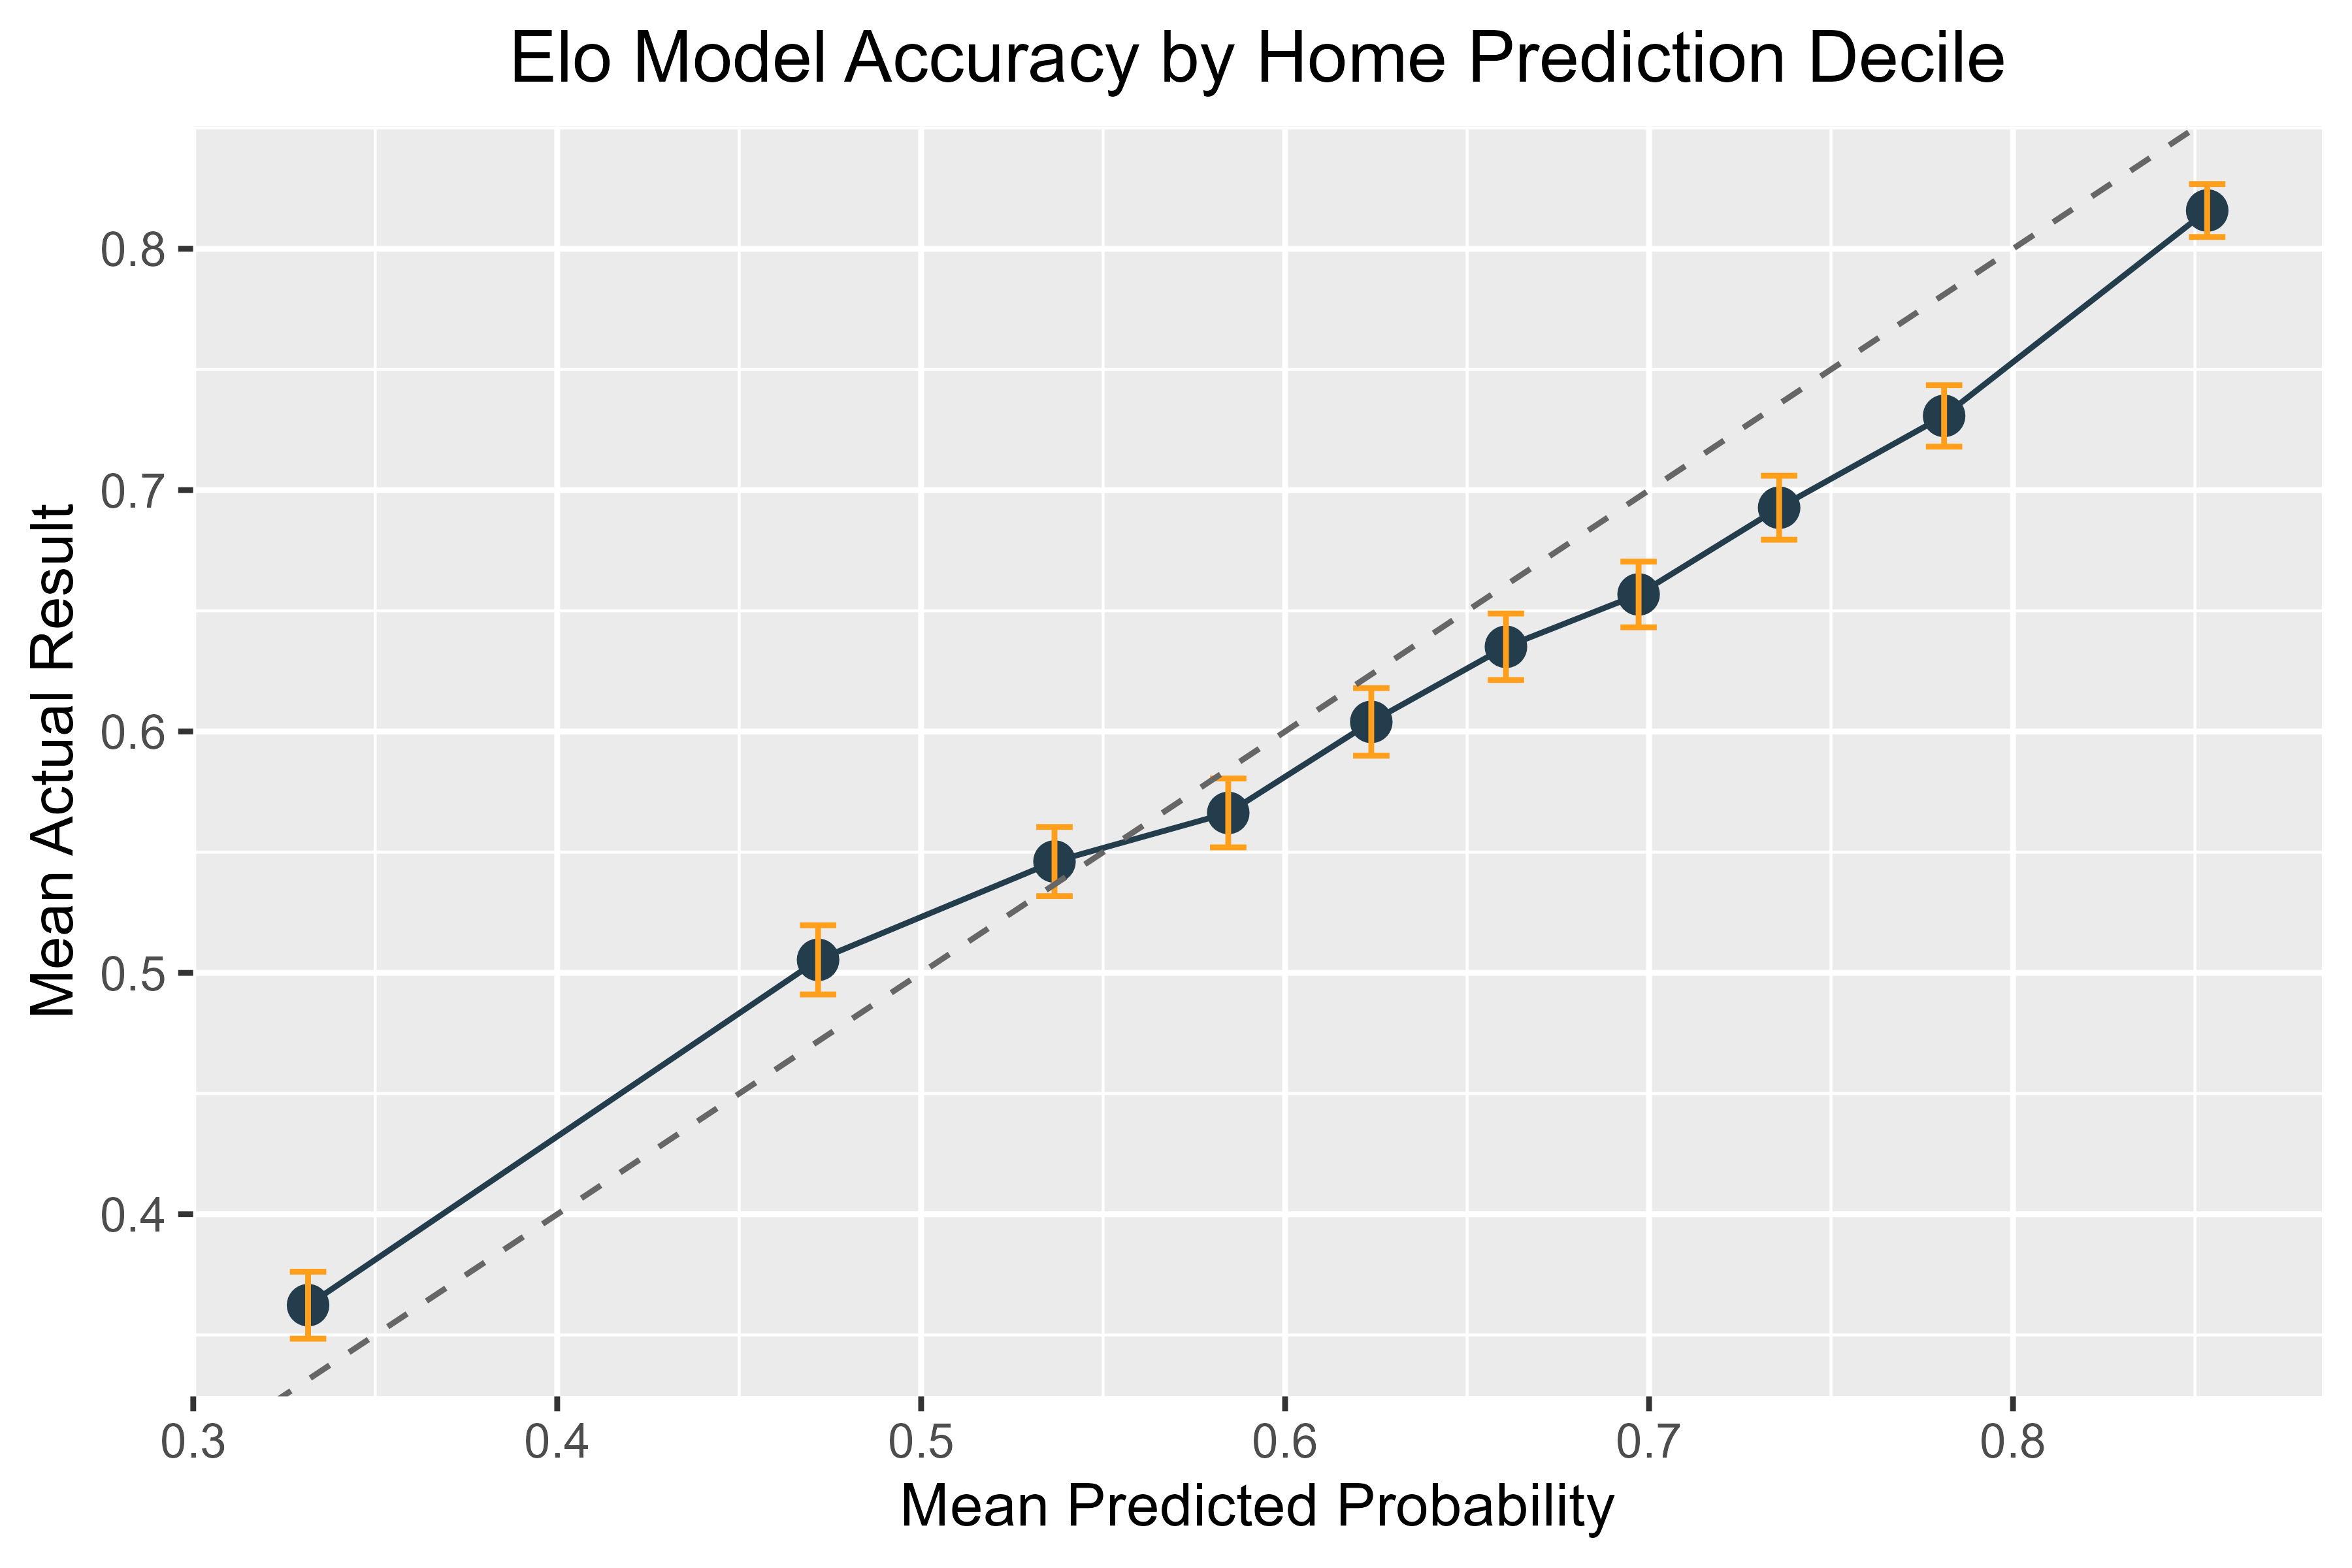 Elo Model Accuracy by Home Prediction Decile
Mean Actual Result
0.8
0.7
0.6
0.5
0.4
0.3 0.4 0.5 0.6 0.7 0.8
Mean Predicted Probability